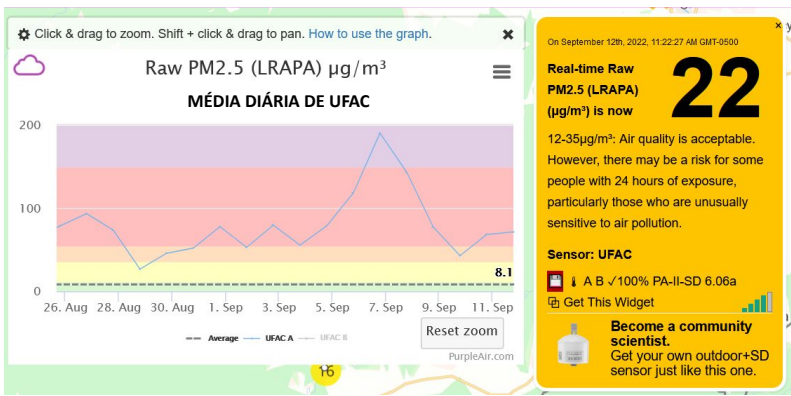 Click & drag to zoom. Shift + click & drag to pan. How to use the graph.
Raw PM2.5 (LRAPA) µg/m³
MÉDIA DIÁRIA DE UFAC
200
100
0
8.1
26. Aug 28. Aug 30. Aug 1. Sep 3. Sep 5. Sep 7. Sep 9. Sep 11. Sep
Average UFAC A UFAC B
Reset zoom
PurpleAir.com
16
On September 12th, 2022, 11:22:27 AM GMT-0500
Real-time Raw
PM2.5 (LRAPA)
(µg/m³) is now
22
12-35µg/m³: Air quality is acceptable.
However, there may be a risk for some
people with 24 hours of exposure,
particularly those who are unusually
sensitive to air pollution.
Sensor: UFAC
A B √100% PA-II-SD 6.06a
Get This Widget
Become a community
scientist.
Get your own outdoor+SD
sensor just like this one.